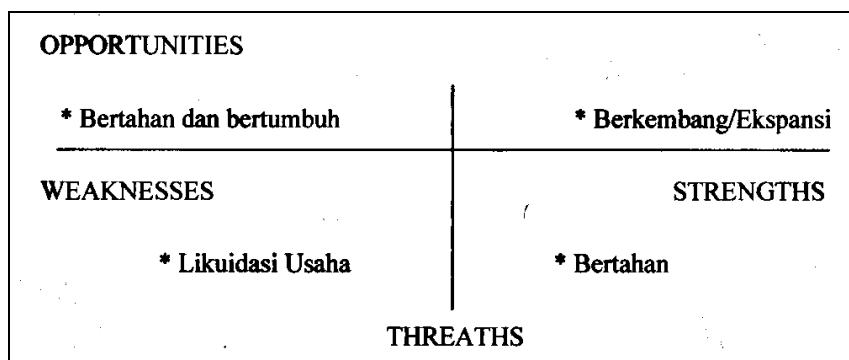 OPPORTUNITIES
* Bertahan dan bertumbuh
* Berkembang/Ekspansi
WEAKNESSES
STRENGTHS
* Likuidasi Usaha
* Bertahan
THREATHS